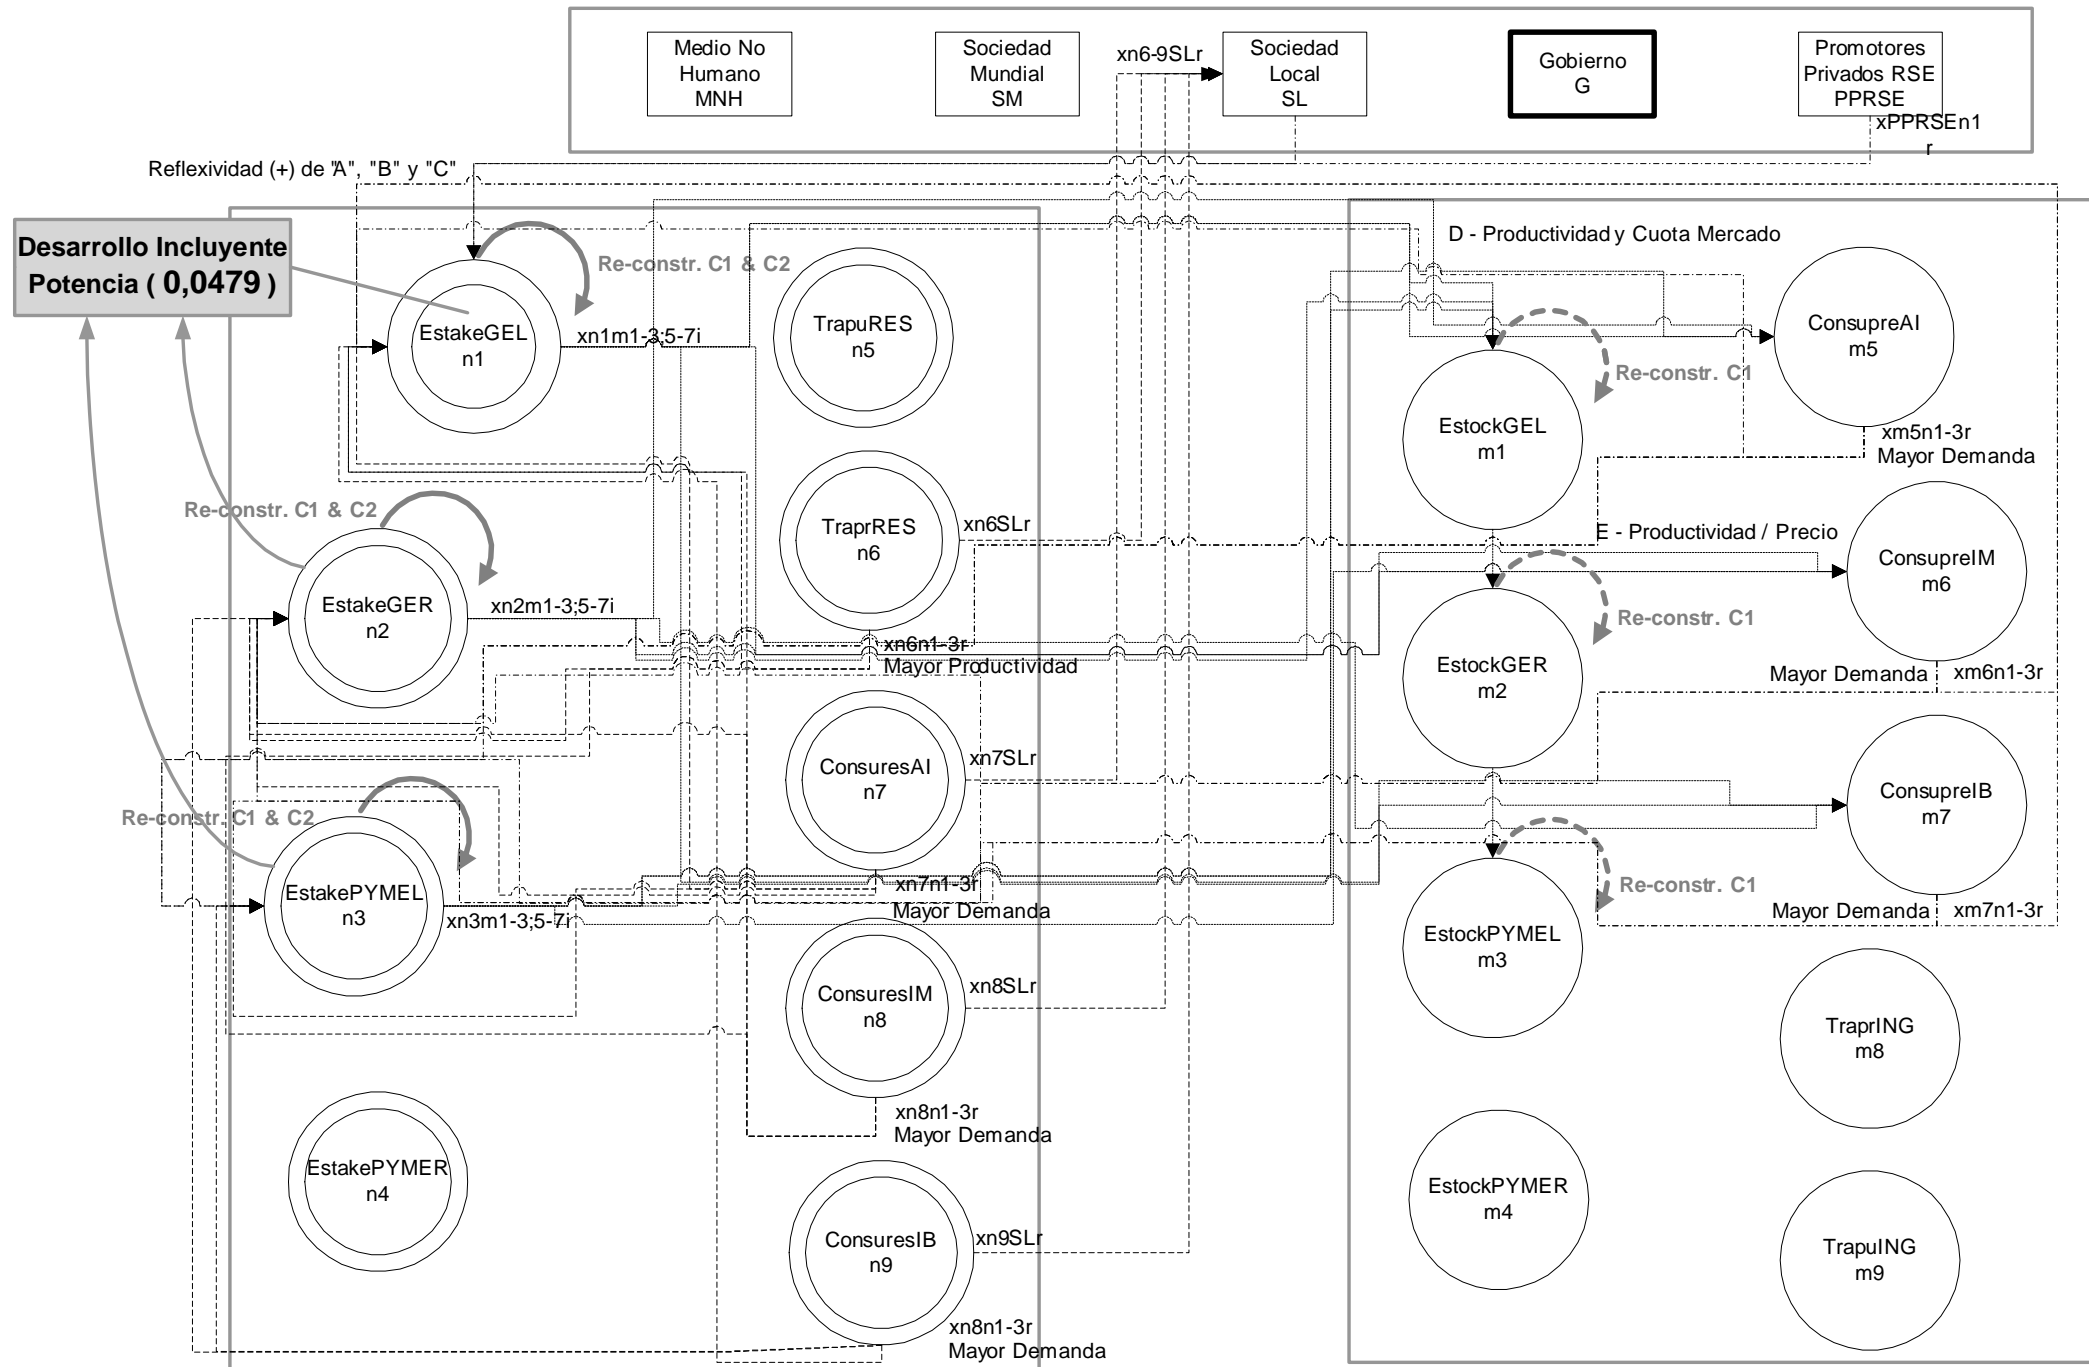 Medio No
Humano
MNH
Sociedad
Mundial
SM
xn6-9SLr
Sociedad
Local
SL
Gobierno
G
Promotores
Privados RSE
PPRSE
xPPRSEn1
r
Reflexividad (+) de "A", "B" y "C"
Desarrollo Incluyente
Potencia ( 0,0479 )
Re-constr. C1 & C2
EstakeGEL
n1
xn1m1-3;5-7i
TrapuRES
n5
D - Productividad y Cuota Mercado
ConsupreAI
m5
Re-constr. C1
EstockGEL
m1
xm5n1-3r
Mayor Demanda
Re-constr. C1 & C2
TraprRES
n6
xn6SLr
E - Productividad / Precio
ConsupreIM
m6
EstakeGER
n2
xn2m1-3;5-7i
Re-constr. C1
xn6n1-3r
Mayor Productividad
EstockGER
m2
Mayor Demanda
xm6n1-3r
ConsuresAI
n7
xn7SLr
ConsupreIB
m7
Re-constr. C1 & C2
EstakePYMEL
n3
xn3m1-3;5-7i
xn7n1-3r
Mayor Demanda
Re-constr. C1
Mayor Demanda
xm7n1-3r
EstockPYMEL
m3
ConsuresIM
n8
xn8SLr
TraprING
m8
xn8n1-3r
Mayor Demanda
EstakePYMER
n4
EstockPYMER
m4
ConsuresIB
n9
xn9SLr
TrapuING
m9
xn8n1-3r
Mayor Demanda